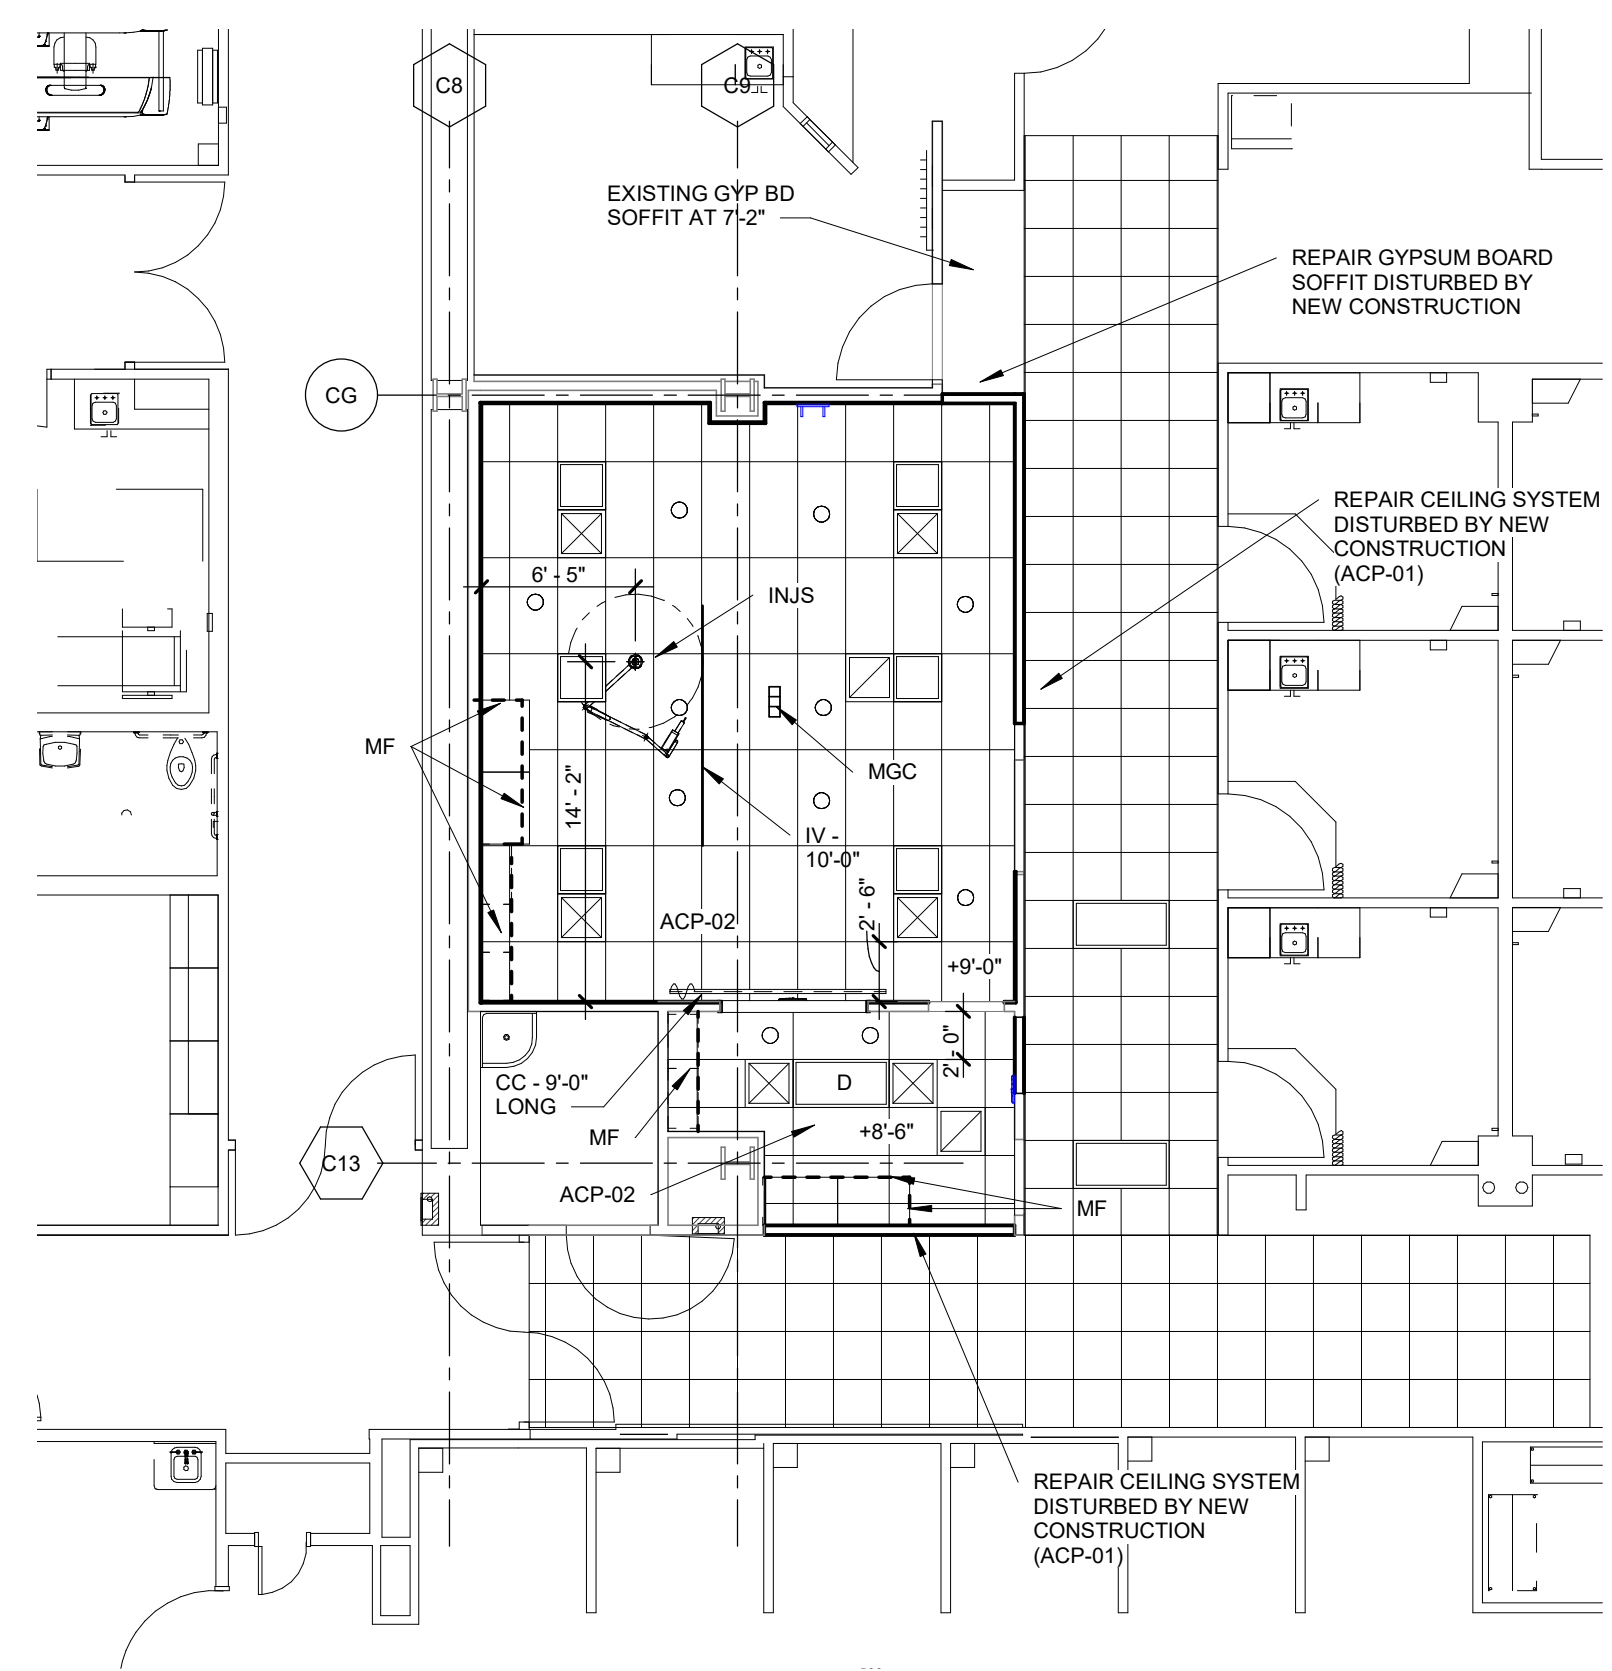 C8
C9
EXISTING GYP BD
SOFFIT AT 7'-2"
REPAIR GYPSUM BOARD
SOFFIT DISTURBED BY
NEW CONSTRUCTION
CG
REPAIR CEILING SYSTEM
DISTURBED BY NEW
CONSTRUCTION
(ACP-01)
6' - 5"
INJS
MF
MGC
14' - 2"
IV -
10'-0"
2' - 6"
ACP-02
+9'-0"
2' - 0"
CC - 9'-0"
LONG
D
MF
+8'-6"
C13
ACP-02
MF
REPAIR CEILING SYSTEM
DISTURBED BY NEW
CONSTRUCTION
(ACP-01)